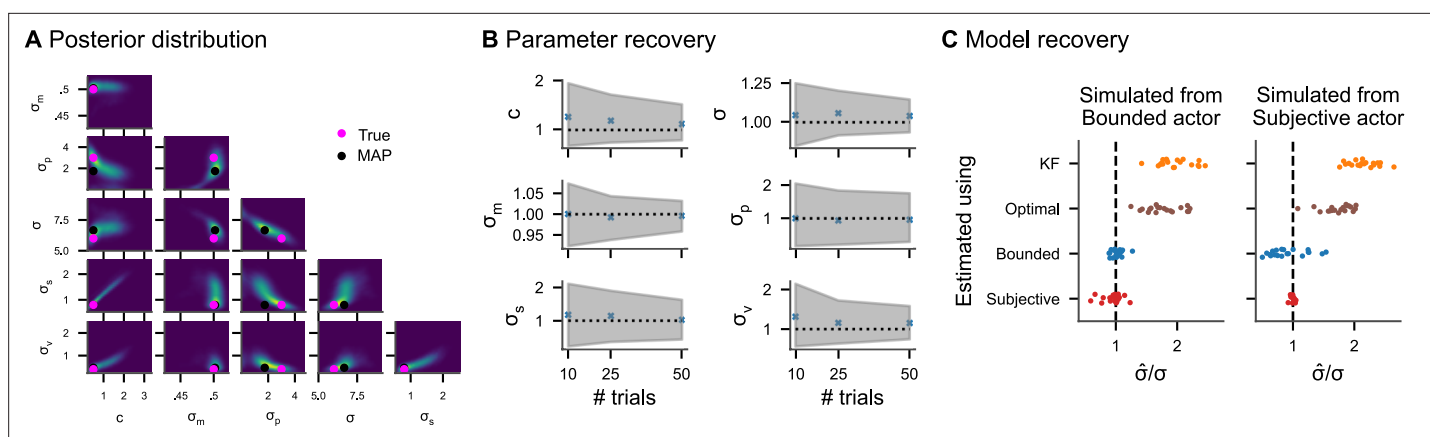 A Posterior distribution
σm
.5
.45
σp
4
2
σ
7.5
5.0
σs
2
1
σv
2
1
1 2 3
.45 .5
2 4
5.0 7.5
1 2
c
σm
σp
σ
σs
True
MAP
B Parameter recovery
c
2
1
σ
1.25
1.00
σm
1.05
1.00
0.95
σp
2
1
σs
2
1
σv
2
1
10 25 50
# trials
10 25 50
# trials
C Model recovery
Simulated from
Bounded actor
Simulated from
Subjective actor
Estimated using
KF
Optimal
Bounded
Subjective
1 2
σ̂/σ
1 2
σ̂/σ